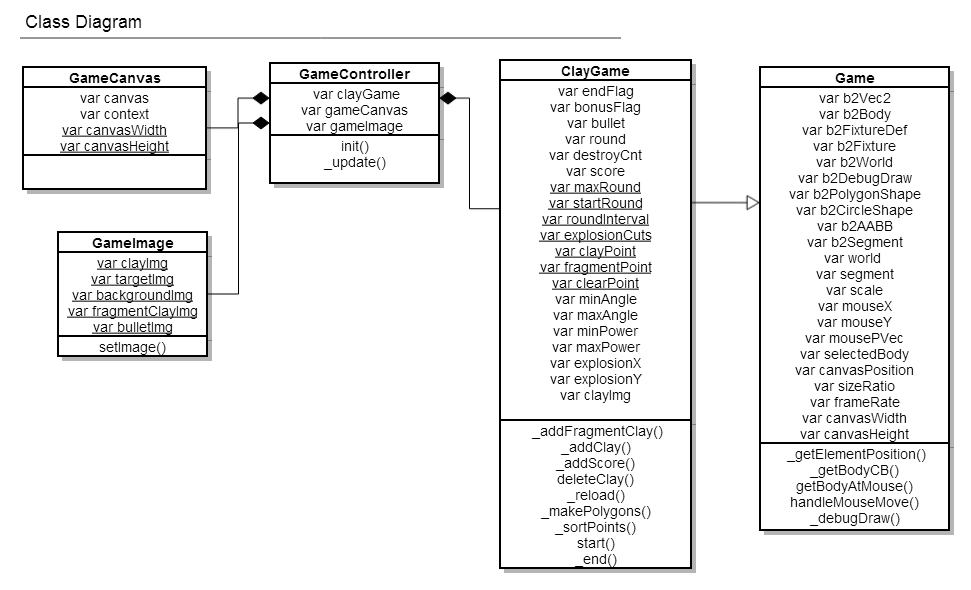 Class Diagram
GameCanvas
var canvas
var context
var canvasWidth
var canvasHeight
GameImage
var clayImg
var targetImg
var backgroundImg
var fragmentClayImg
var bulletImg
setImage()
GameController
var clayGame
var gameCanvas
var gameImage
init()
_update()
ClayGame
var endFlag
var bonusFlag
var bullet
var round
var destroyCnt
var score
var maxRound
var startRound
var roundInterval
var explosionCuts
var clayPoint
var fragmentPoint
var clearPoint
var minAngle
var maxAngle
var minPower
var maxPower
var explosionX
var explosionY
var clayImg
_addFragmentClay()
_addClay()
_addScore()
deleteClay()
_reload()
_makePolygons()
_sortPoints()
start()
_end()
Game
var b2Vec2
var b2Body
var b2FixtureDef
var b2Fixture
var b2World
var b2DebugDraw
var b2PolygonShape
var b2CircleShape
var b2AABB
var b2Segment
var world
var segment
var scale
var mouseX
var mouseY
var mousePVec
var selectedBody
var canvasPosition
var sizeRatio
var frameRate
var canvasWidth
var canvasHeight
_getElementPosition()
_getBodyCB()
getBodyAtMouse()
handleMouseMove()
_debugDraw()